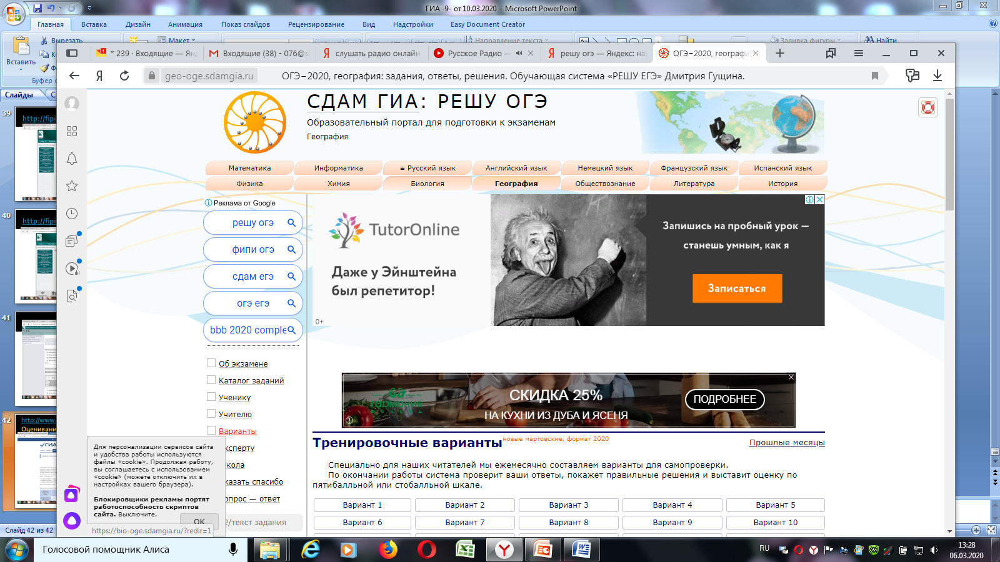 ГИА -9- от 10.03.2020 - Microsoft PowerPoint
Главная Вставка Дизайн Анимация Показ слайдов Рецензирование Вид Надстройки Easy Document Creator
Вырезать Макет Направление текста Заливка фигуры Найти
Вставить
Буфер
* 239 · Входящие — Янд Входящие (38) - 076@s слушать радио онлайн Русское Радио — решу огэ — Яндекс: на ОГЭ−2020, географи
geo-oge.sdamgia.ru ОГЭ−2020, география: задания, ответы, решения. Обучающая система «РЕШУ ЕГЭ» Дмитрия Гущина.
Слайды
39
http://fipi
40
http://fipi
41
42
http://www.
Оценивани
СДАМ ГИА: РЕШУ ОГЭ
Образовательный портал для подготовки к экзаменам
География
Математика Информатика ≡ Русский язык Английский язык Немецкий язык Французский язык Испанский язык
Физика Химия Биология География Обществознание Литература История
Реклама от Google
решу огэ
фипи огэ
сдам егэ
огэ егэ
bbb 2020 comple
TutorOnline
Даже у Эйнштейна
был репетитор!
0+
Запишись на пробный урок —
станешь умным, как я
Записаться
Об экзамене
Каталог заданий
Ученику
Учителю
Варианты
ксперту
кола
казать спасибо
опрос — ответ
/текст задания
гармония
МЕБЕЛЬ
СКИДКА 25%
НА КУХНИ ИЗ ДУБА И ЯСЕНЯ
ПОДРОБНЕЕ
Тренировочные варианты новые мартовские, формат 2020 Прошлые месяцы
Специально для наших читателей мы ежемесячно составляем варианты для самопроверки.
По окончании работы система проверит ваши ответы, покажет правильные решения и выставит оценку по
пятибалльной или стобалльной шкале.
Вариант 1 Вариант 2 Вариант 3 Вариант 4 Вариант 5
Вариант 6 Вариант 7 Вариант 8 Вариант 9 Вариант 10
Для персонализации сервисов сайта
и удобства работы используются
файлы «cookie». Продолжая работу,
вы соглашаетесь с использованием
«cookie» (можете отключить их в
настройках вашего браузера).
Блокировщики рекламы портят
работоспособность скриптов
сайта. Выключите.
OK
https://bio-oge.sdamgia.ru/?redir=1
Слайд 42 из 42
Голосовой помощник Алиса
RU
13:28
06.03.2020